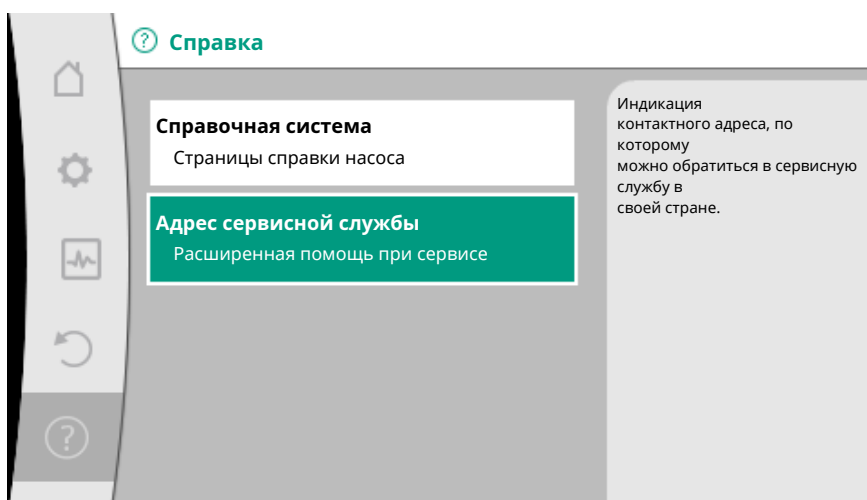 Справка
Справочная система
Страницы справки насоса
Адрес сервисной службы
Расширенная помощь при сервисе
Индикация
контактного адреса, по
которому
можно обратиться в сервисную
службу в
своей стране.